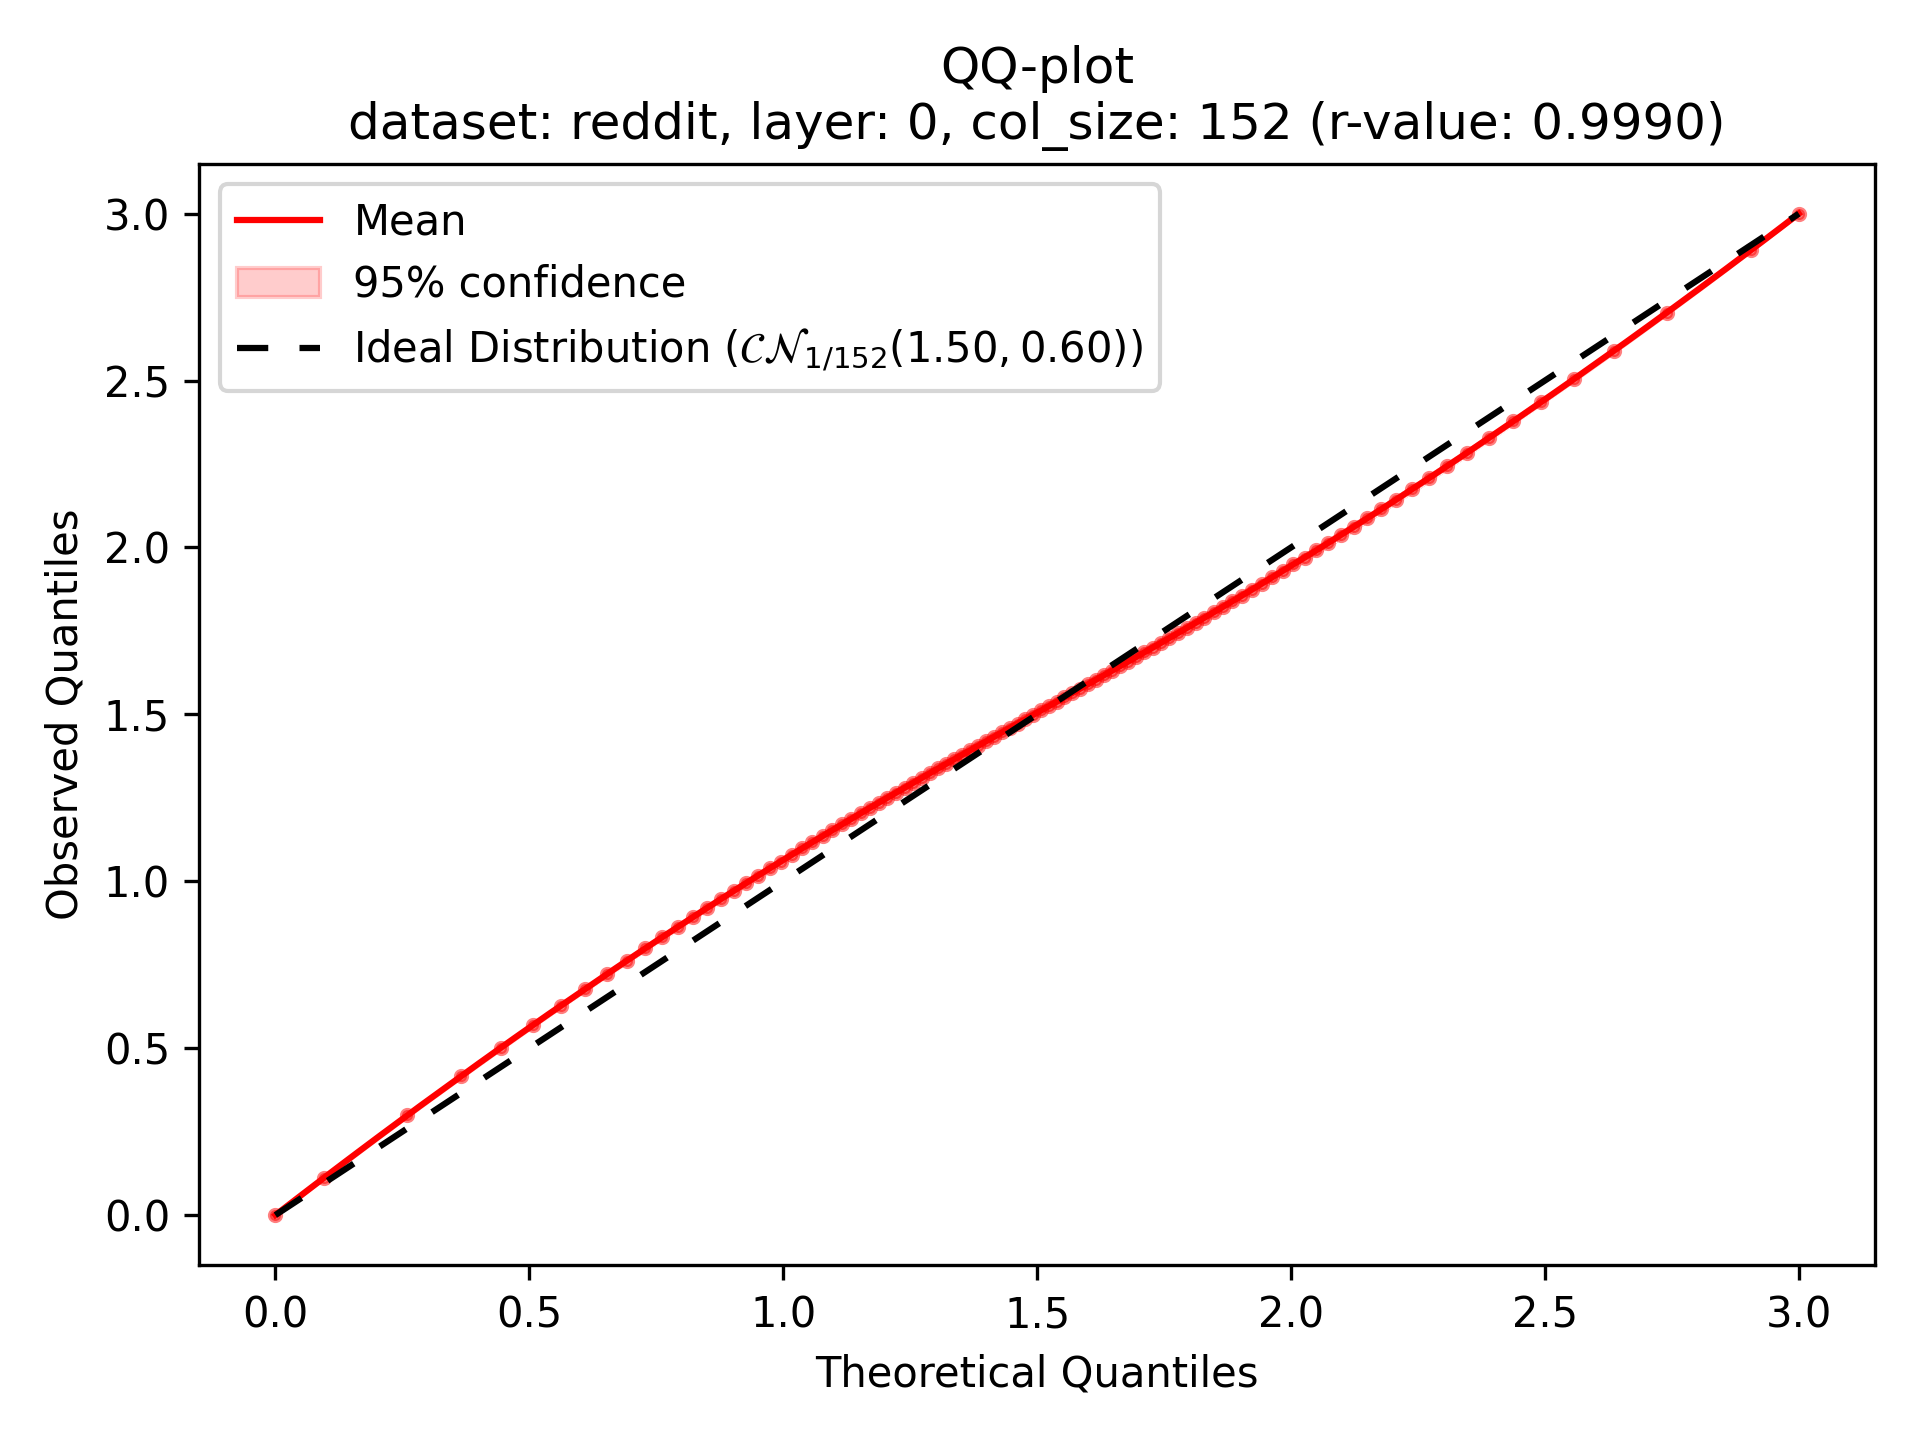 QQ-plot
dataset: reddit, layer: 0, col_size: 152 (r-value: 0.9990)
Mean
95% confidence
Ideal Distribution (𝒞𝒩₁/₁₅₂(1.50, 0.60))
3.0
2.5
2.0
1.5
1.0
0.5
0.0
Observed Quantiles
0.0 0.5 1.0 1.5 2.0 2.5 3.0
Theoretical Quantiles